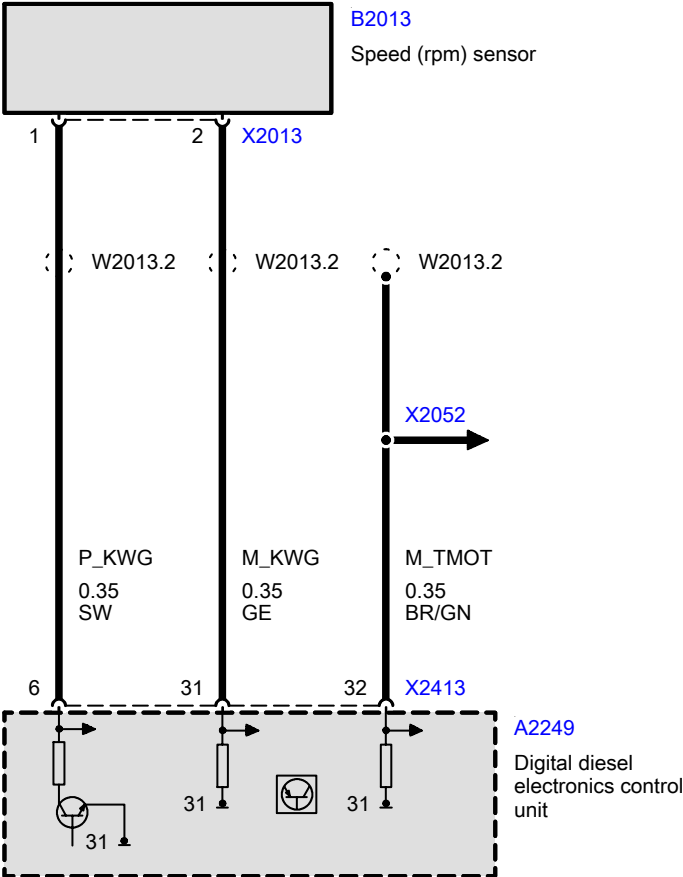 B2013
Speed (rpm) sensor
1
2
X2013
W2013.2
W2013.2
W2013.2
X2052
P_KWG
0.35
SW
M_KWG
0.35
GE
M_TMOT
0.35
BR/GN
6
31
32
X2413
A2249
Digital diesel
electronics control
unit
31
31
31